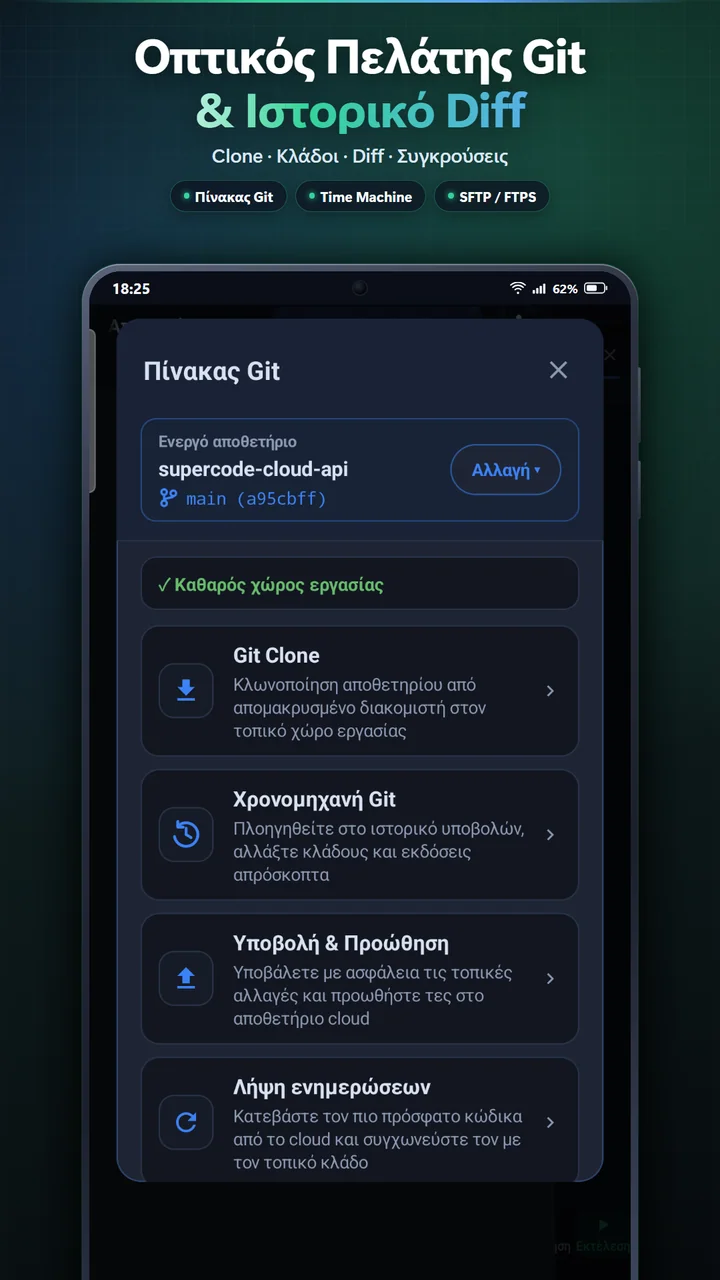 Οπτικός Πελάτης Git
& Ιστορικό Diff
Clone · Κλάδοι · Diff · Συγκρούσεις
Πίνακας Git
Time Machine
SFTP / FTPS
18:25
62%
Πίνακας Git
Ενεργό αποθετήριο
supercode-cloud-api
Αλλαγή ▾
main (a95cbff)
✓ Καθαρός χώρος εργασίας
Git Clone
Κλωνοποίηση αποθετηρίου από
απομακρυσμένο διακομιστή στον
τοπικό χώρο εργασίας
Χρονομηχανή Git
Πλοηγηθείτε στο ιστορικό υποβολών,
αλλάξτε κλάδους και εκδόσεις
απρόσκοπτα
Υποβολή & Προώθηση
Υποβάλετε με ασφάλεια τις τοπικές
αλλαγές και προωθήστε τες στο
αποθετήριο cloud
Λήψη ενημερώσεων
Κατεβάστε τον πιο πρόσφατο κώδικα
από το cloud και συγχωνεύστε τον με
τον τοπικό κλάδο
Εκτέλεση